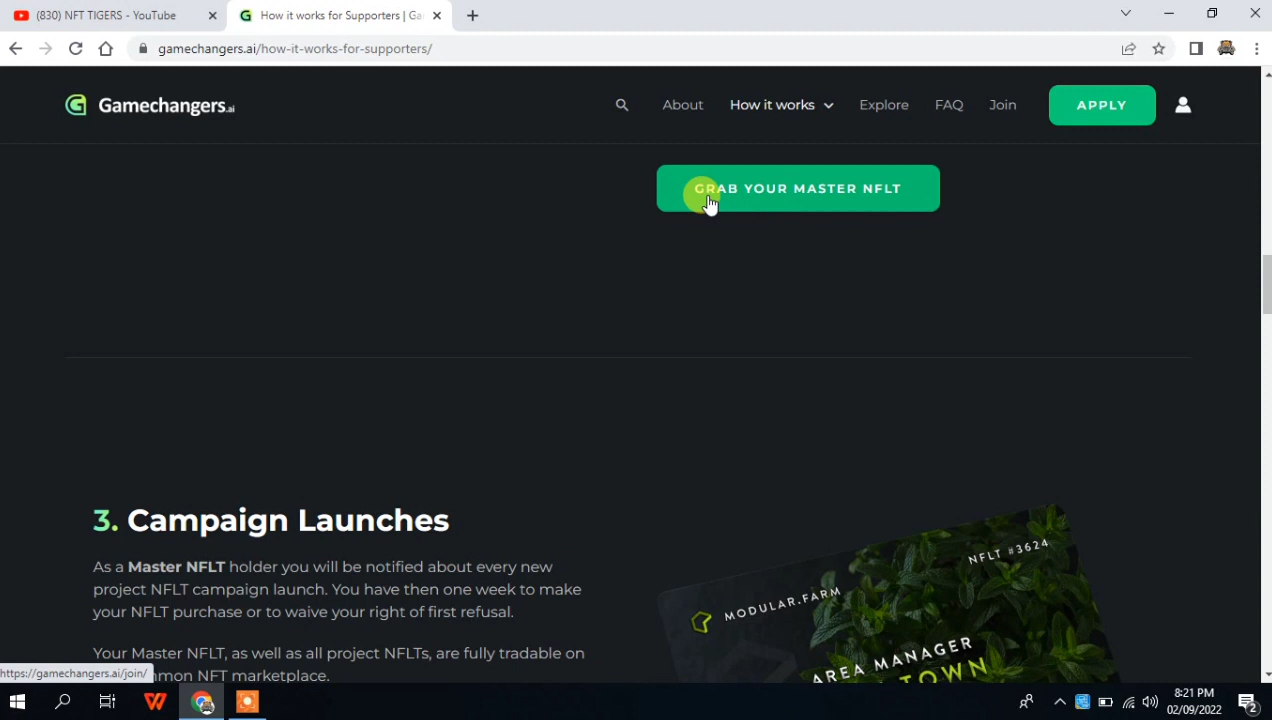 (830) NFT TIGERS - YouTube
How it works for Supporters | Ga
gamechangers.ai/how-it-works-for-supporters/
Gamechangers.ai
About
How it works
Explore
FAQ
Join
APPLY
GRAB YOUR MASTER NFLT
3. Campaign Launches
As a Master NFLT holder you will be notified about every new
project NFLT campaign launch. You have then one week to make
your NFLT purchase or to waive your right of first refusal.
Your Master NFLT, as well as all project NFLTs, are fully tradable on
mmon NFT marketplace.
NFLT #3624
MODULAR.FARM
AREA MANAGER
TOWN
https://gamechangers.ai/join/
8:21 PM
02/09/2022
2